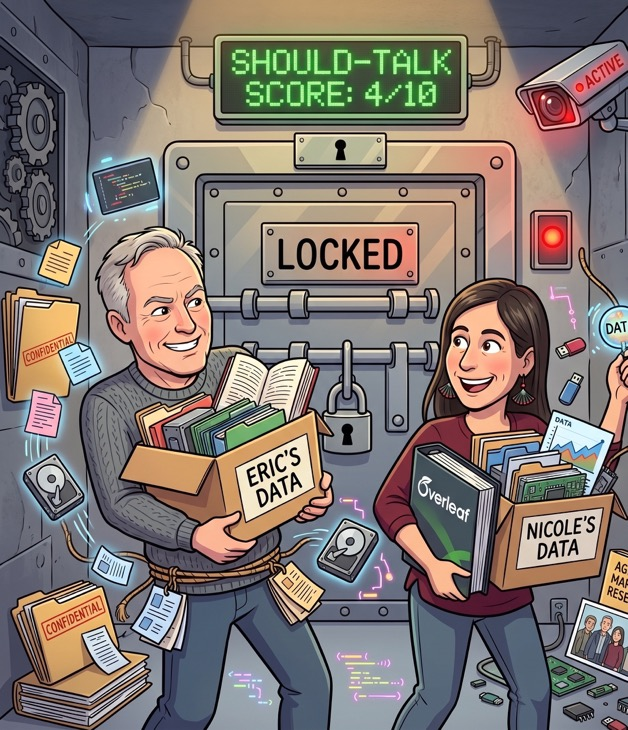 SHOULD-TALK
SCORE: 4/10
ACTIVE
LOCKED
CONFIDENTIAL
DATA
ERIC'S
DATA
Overleaf
NICOLE'S
DATA
CONFIDENTIAL